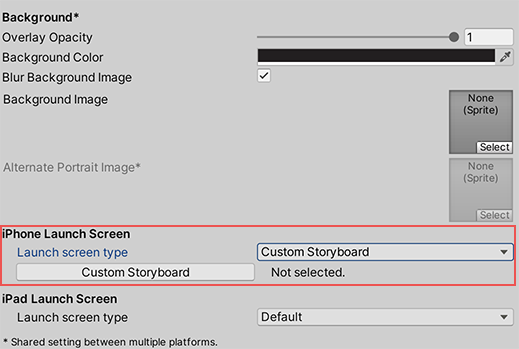 Background*
Overlay Opacity 1
Background Color
Blur Background Image
Background Image None
(Sprite)
Select
Alternate Portrait Image* None
(Sprite)
Select
iPhone Launch Screen
Launch screen type Custom Storyboard
Custom Storyboard Not selected.
iPad Launch Screen
Launch screen type Default
* Shared setting between multiple platforms.